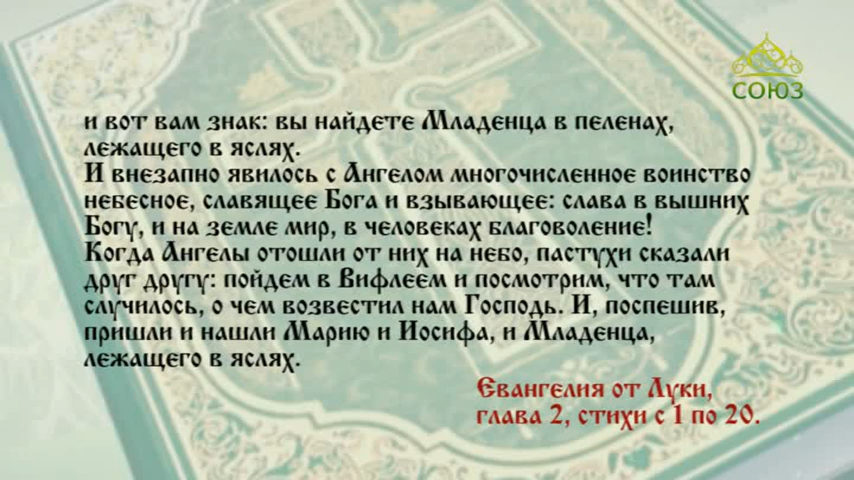 СОЮЗ
и вот вам знак: вы найдете Младенца в пеленах,
лежащего в яслях.
И внезапно явилось с Ангелом многочисленное воинство
небесное, славящее Бога и взывающее: слава в вышних
Богу, и на земле мир, в человеках благоволение!
Когда Ангелы отошли от них на небо, пастухи сказали
друг другу: пойдем в Вифлеем и посмотрим, что там
случилось, о чем возвестил нам Господь. И, поспешив,
пришли и нашли Марию и Иосифа, и Младенца,
лежащего в яслях.
Евангелия от Луки,
глава 2, стихи с 1 по 20.